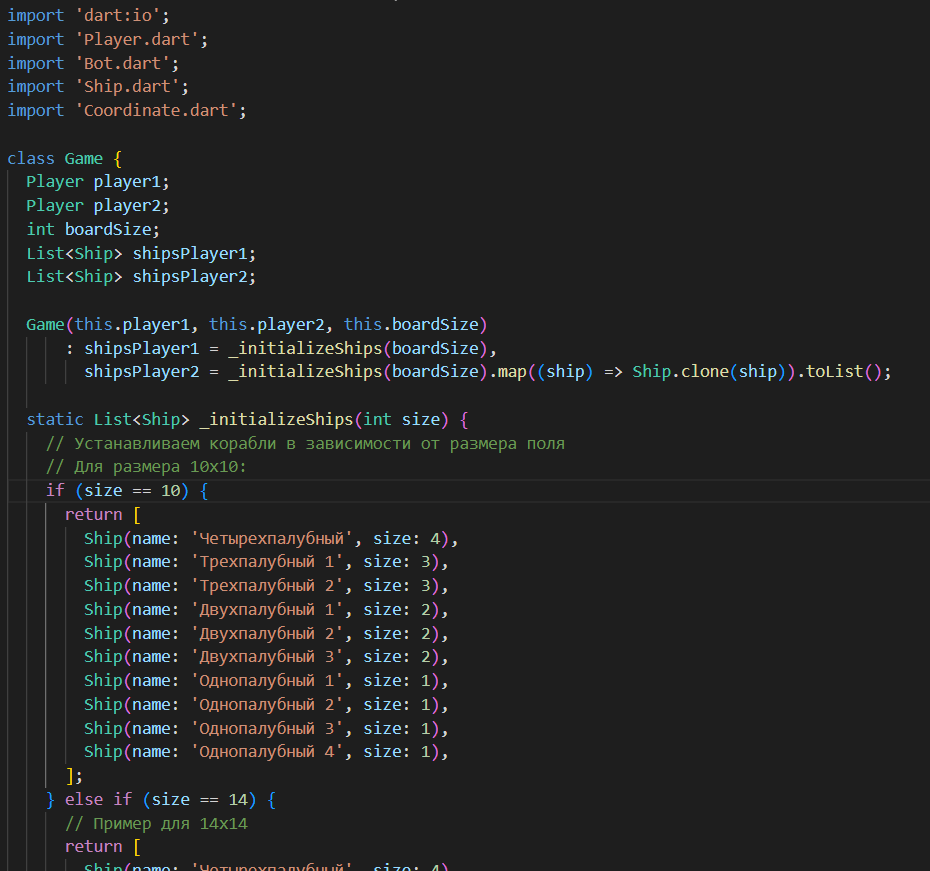 import 'dart:io';
import 'Player.dart';
import 'Bot.dart';
import 'Ship.dart';
import 'Coordinate.dart';
class Game {
Player player1;
Player player2;
int boardSize;
List<Ship> shipsPlayer1;
List<Ship> shipsPlayer2;
Game(this.player1, this.player2, this.boardSize)
: shipsPlayer1 = _initializeShips(boardSize),
shipsPlayer2 = _initializeShips(boardSize).map((ship) => Ship.clone(ship)).toList();
static List<Ship> _initializeShips(int size) {
// Устанавливаем корабли в зависимости от размера поля
// Для размера 10x10:
if (size == 10) {
return [
Ship(name: 'Четырехпалубный', size: 4),
Ship(name: 'Трехпалубный 1', size: 3),
Ship(name: 'Трехпалубный 2', size: 3),
Ship(name: 'Двухпалубный 1', size: 2),
Ship(name: 'Двухпалубный 2', size: 2),
Ship(name: 'Двухпалубный 3', size: 2),
Ship(name: 'Однопалубный 1', size: 1),
Ship(name: 'Однопалубный 2', size: 1),
Ship(name: 'Однопалубный 3', size: 1),
Ship(name: 'Однопалубный 4', size: 1),
];
} else if (size == 14) {
// Пример для 14x14
return [
Ship(name: 'Четырехпалубный', size: 4)